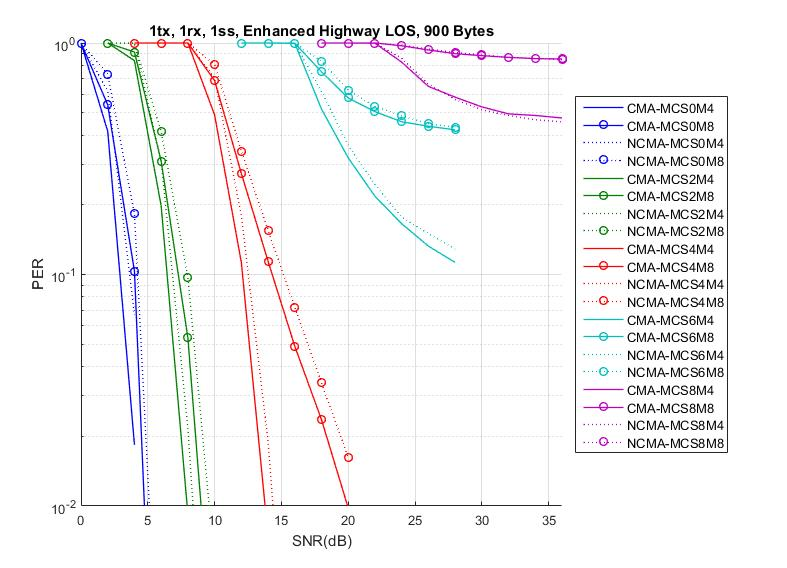 1tx, 1rx, 1ss, Enhanced Highway LOS, 900 Bytes
10^0
10^-1
10^-2
PER
0 5 10 15 20 25 30 35
SNR(dB)
CMA-MCS0M4
CMA-MCS0M8
NCMA-MCS0M4
NCMA-MCS0M8
CMA-MCS2M4
CMA-MCS2M8
NCMA-MCS2M4
NCMA-MCS2M8
CMA-MCS4M4
CMA-MCS4M8
NCMA-MCS4M4
NCMA-MCS4M8
CMA-MCS6M4
CMA-MCS6M8
NCMA-MCS6M4
NCMA-MCS6M8
CMA-MCS8M4
CMA-MCS8M8
NCMA-MCS8M4
NCMA-MCS8M8